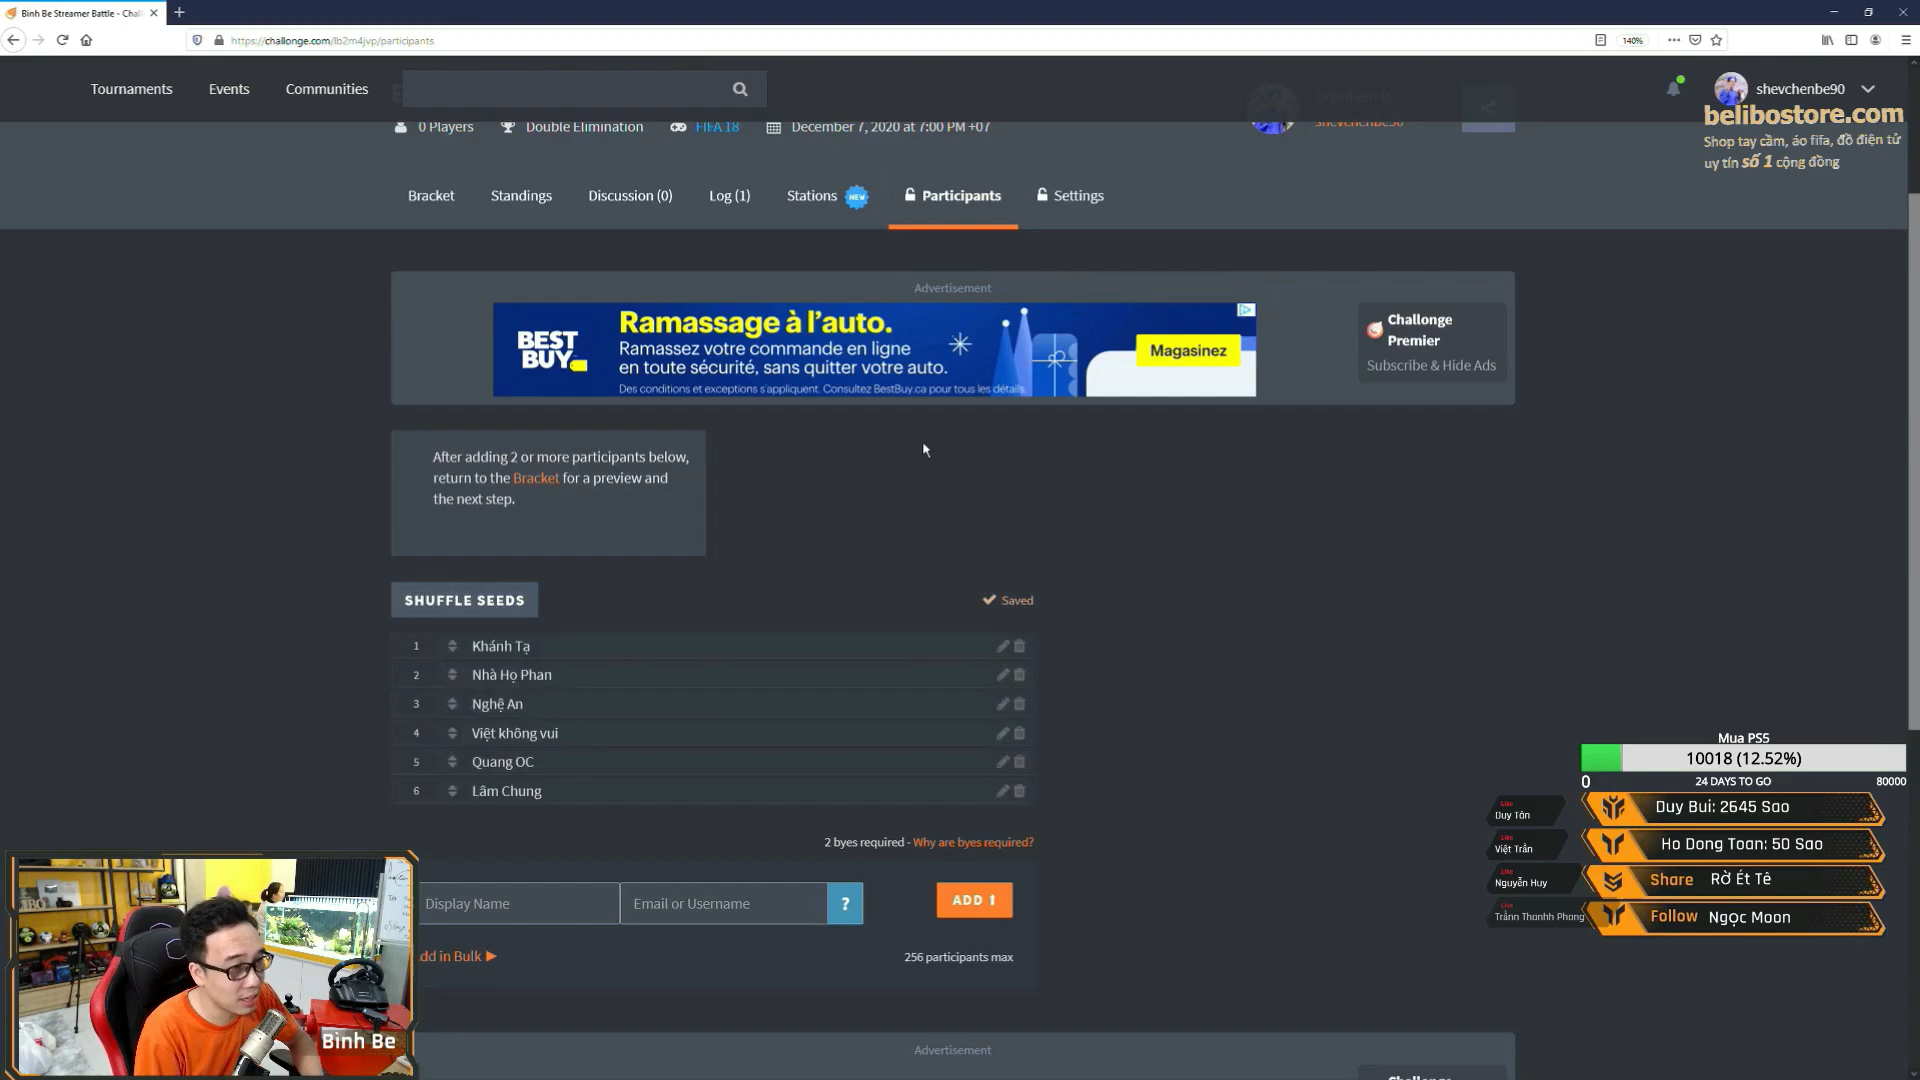 Binh Be Streamer Battle - Chal
https://challonge.com/lb2m4jvp/participants
140%
Tournaments
Events
Communities
shevchenbe90
belibostore.com
Shop tay cầm, áo fifa, đồ điện tử
uy tín số 1 cộng đồng
0 Players
Double Elimination
FIFA 18
December 7, 2020 at 7:00 PM +07
shevchenbe90
Bracket
Standings
Discussion (0)
Log (1)
Stations
NEW
Participants
Settings
Advertisement
BEST
BUY
Ramassage à l'auto.
Ramassez votre commande en ligne
en toute sécurité, sans quitter votre auto.
Des conditions et exceptions s'appliquent. Consultez BestBuy.ca pour tous les détails.
Magasinez
Challonge
Premier
Subscribe & Hide Ads
After adding 2 or more participants below,
return to the Bracket for a preview and
the next step.
SHUFFLE SEEDS
Saved
1 Khánh Tạ
2 Nhà Họ Phan
3 Nghệ An
4 Việt không vui
5 Quang OC
6 Lâm Chung
2 byes required - Why are byes required?
Display Name
Email or Username
?
ADD
dd in Bulk
256 participants max
Advertisement
Mua PS5
10018 (12.52%)
0
24 DAYS TO GO
80000
Like
Duy Tôn
Duy Bui: 2645 Sao
Like
Việt Trần
Ho Dong Toan: 50 Sao
Like
Nguyễn Huy
Share Rờ Ét Tê
Like
Trầnn Thanhh Phong
Follow Ngọc Moon
Bình Be